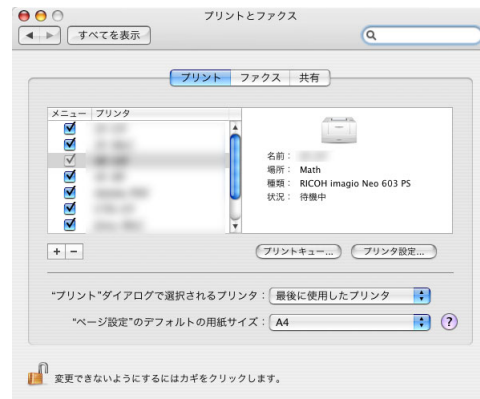 プリントとファクス
すべてを表示
プリント ファクス 共有
メニュー プリンタ
名前：
場所： Math
種類： RICOH imagio Neo 603 PS
状況： 待機中
+ −
プリントキュー... プリンタ設定...
“プリント”ダイアログで選択されるプリンタ： 最後に使用したプリンタ
“ページ設定”のデフォルトの用紙サイズ： A4 ?
変更できないようにするにはカギをクリックします。